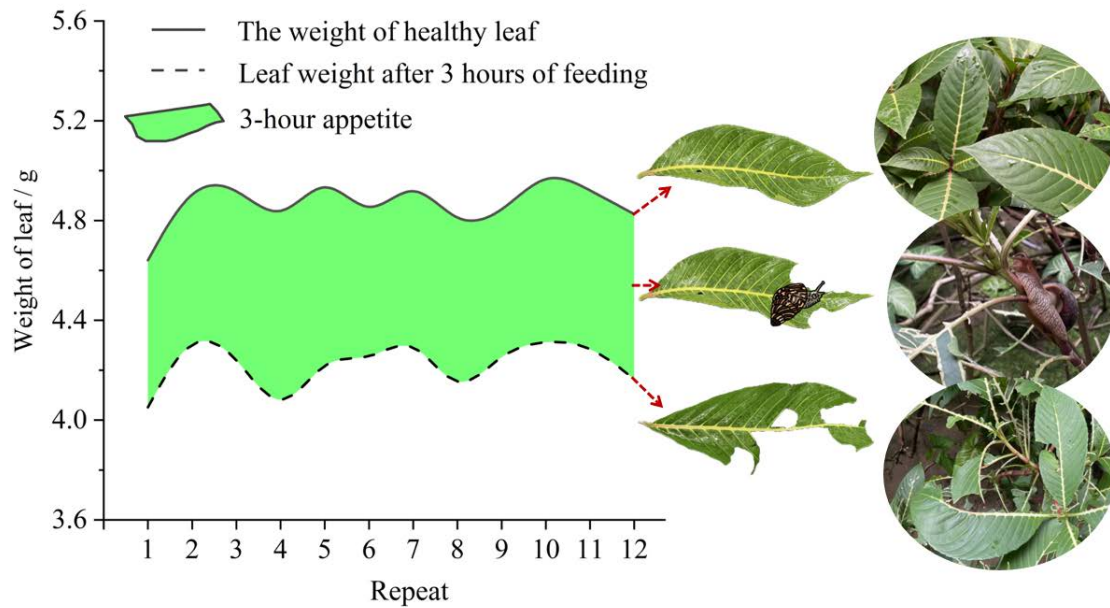 The weight of healthy leaf
Leaf weight after 3 hours of feeding
3-hour appetite
Weight of leaf / g
5.6
5.2
4.8
4.4
4.0
3.6
1 2 3 4 5 6 7 8 9 10 11 12
Repeat